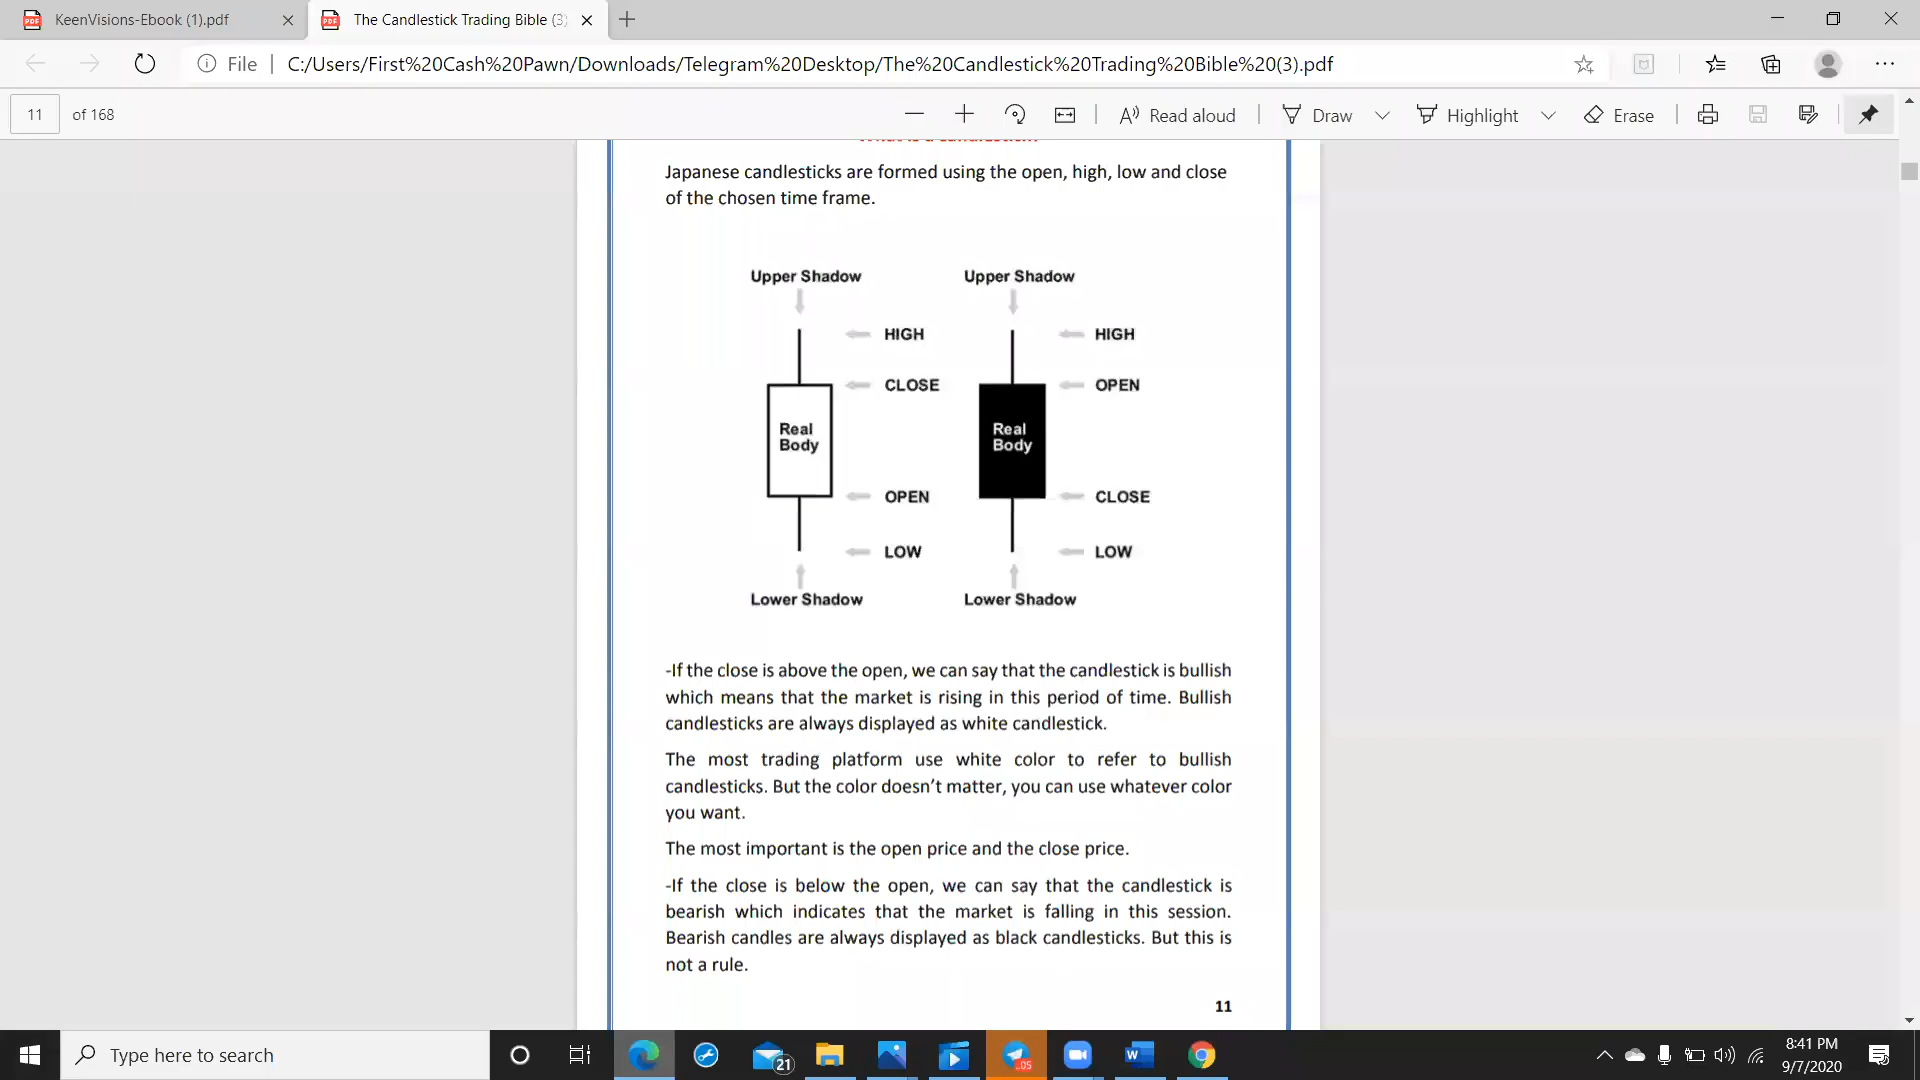 KeenVisions-Ebook (1).pdf
The Candlestick Trading Bible (3)
File
C:/Users/First%20Cash%20Pawn/Downloads/Telegram%20Desktop/The%20Candlestick%20Trading%20Bible%20(3).pdf
11 of 168
Read aloud
Draw
Highlight
Erase
Japanese candlesticks are formed using the open, high, low and close
of the chosen time frame.
Upper Shadow
Upper Shadow
HIGH
HIGH
CLOSE
OPEN
Real
Body
Real
Body
OPEN
CLOSE
LOW
LOW
Lower Shadow
Lower Shadow
-If the close is above the open, we can say that the candlestick is bullish
which means that the market is rising in this period of time. Bullish
candlesticks are always displayed as white candlestick.
The most trading platform use white color to refer to bullish
candlesticks. But the color doesn’t matter, you can use whatever color
you want.
The most important is the open price and the close price.
-If the close is below the open, we can say that the candlestick is
bearish which indicates that the market is falling in this session.
Bearish candles are always displayed as black candlesticks. But this is
not a rule.
11
Type here to search
21
.05
8:41 PM
9/7/2020